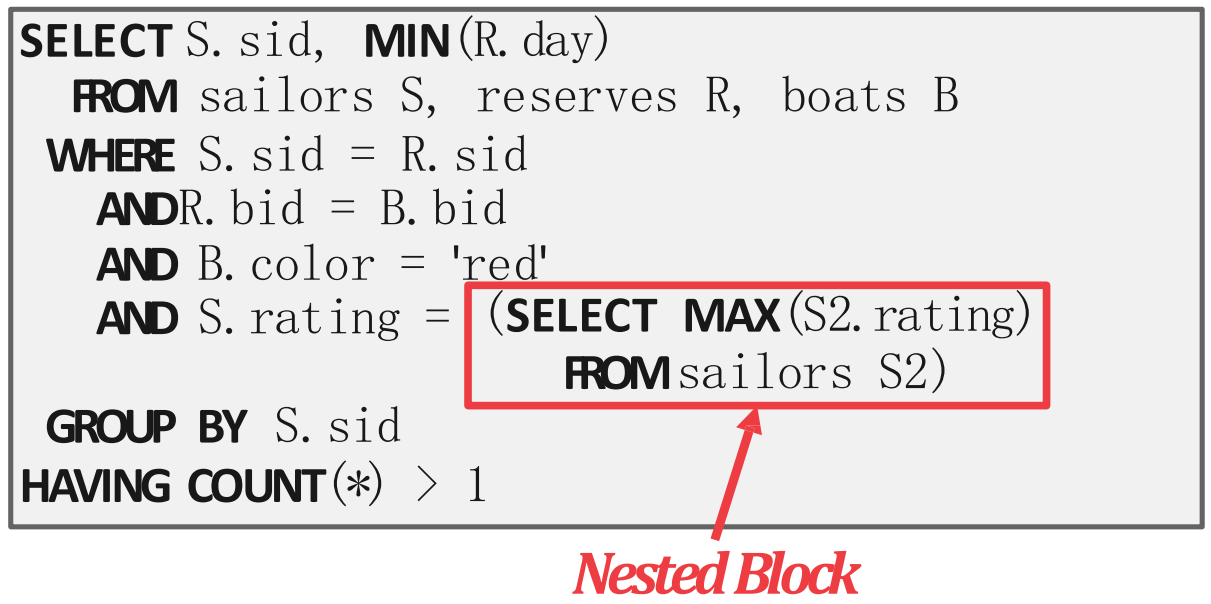 SELECT S.sid, MIN(R.day)
FROM sailors S, reserves R, boats B
WHERE S.sid = R.sid
AND R.bid = B.bid
AND B.color = 'red'
AND S.rating = (SELECT MAX(S2.rating)
FROM sailors S2)
GROUP BY S.sid
HAVING COUNT(*) > 1
Nested Block